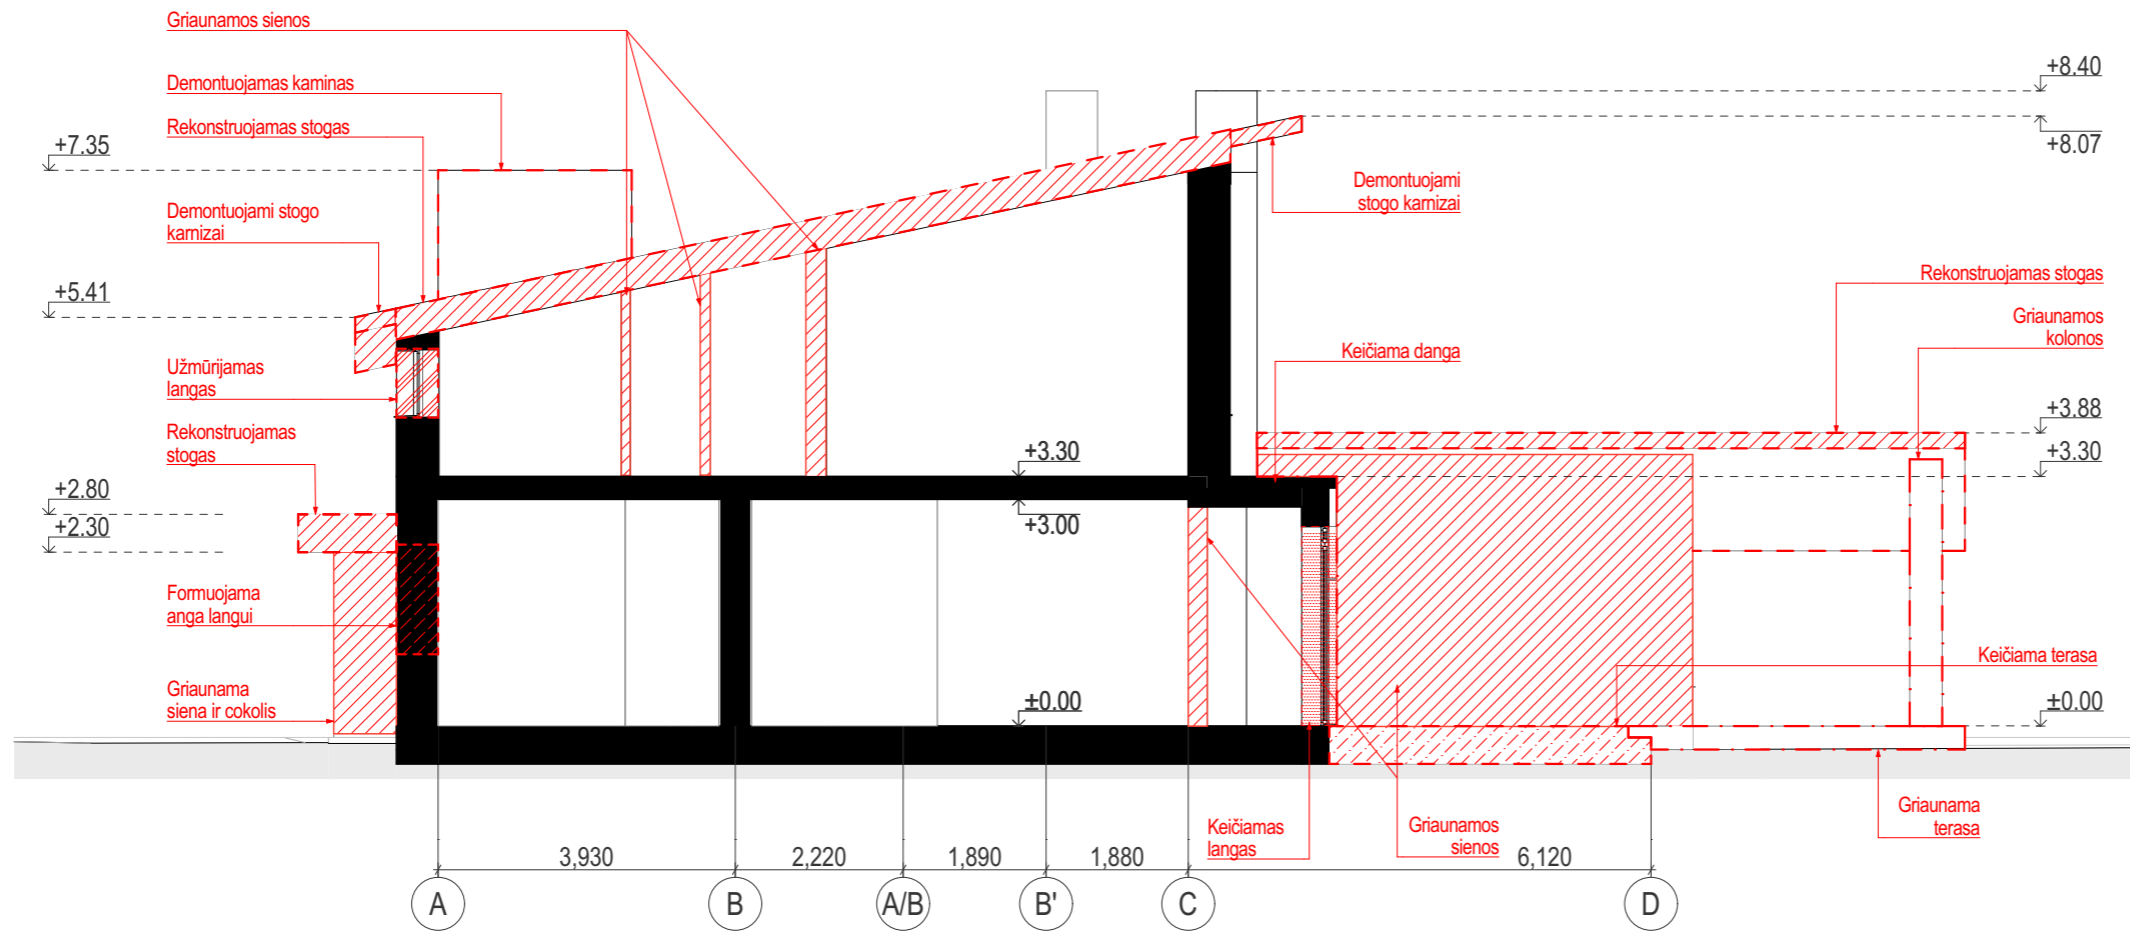 Griaunamos sienos
Demontuojamas kaminas
Rekonstruojamas stogas
+7.35
Demontuojami stogo
karnizai
+5.41
Užmūrijamas
langas
Rekonstruojamas
stogas
+2.80
+2.30
Formuojama
anga langui
Griaunama
siena ir cokolis
+8.40
+8.07
Demontuojami
stogo karnizai
Rekonstruojamas stogas
Griaunamos
kolonos
Keičiama danga
+3.88
+3.30
+3.30
+3.00
Keičiama terasa
±0.00
±0.00
Griaunama
terasa
Keičiamas
langas
Griaunamos
sienos
3,930
2,220
1,890
1,880
6,120
A
B
A/B
B'
C
D